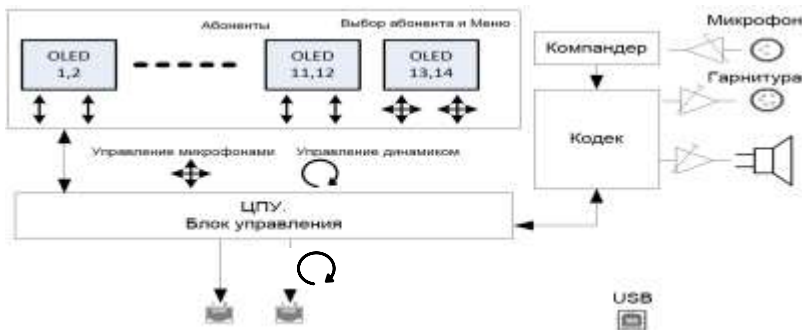 Абоненты
Выбор абонента и Меню
OLED
1,2
OLED
11,12
OLED
13,14
Компандер
Микрофон
Гарнитура
Кодек
Управление микрофонами
Управление динамиком
ЦПУ.
Блок управления
USB